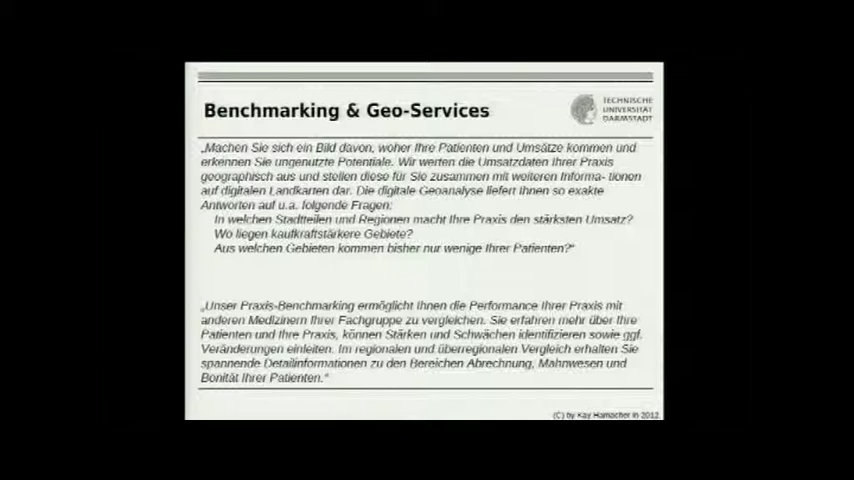 Benchmarking & Geo-Services
TECHNISCHE
UNIVERSITÄT
DARMSTADT
„Machen Sie sich ein Bild davon, woher Ihre Patienten und Umsätze kommen und
erkennen Sie ungenutzte Potentiale. Wir werten die Umsatzdaten Ihrer Praxis
geographisch aus und stellen diese für Sie zusammen mit weiteren Informa- tionen
auf digitalen Landkarten dar. Die digitale Geoanalyse liefert Ihnen so exakte
Antworten auf u.a. folgende Fragen:
In welchen Stadtteilen und Regionen macht Ihre Praxis den stärksten Umsatz?
Wo liegen kaufkraftstärkere Gebiete?
Aus welchen Gebieten kommen bisher nur wenige Ihrer Patienten?“
„Unser Praxis-Benchmarking ermöglicht Ihnen die Performance Ihrer Praxis mit
anderen Medizinern Ihrer Fachgruppe zu vergleichen. Sie erfahren mehr über Ihre
Patienten und Ihre Praxis, können Stärken und Schwächen identifizieren sowie ggf.
Veränderungen einleiten. Im regionalen und überregionalen Vergleich erhalten Sie
spannende Detailinformationen zu den Bereichen Abrechnung, Mahnwesen und
Bonität Ihrer Patienten.“
(C) by Kay Hamacher in 2012